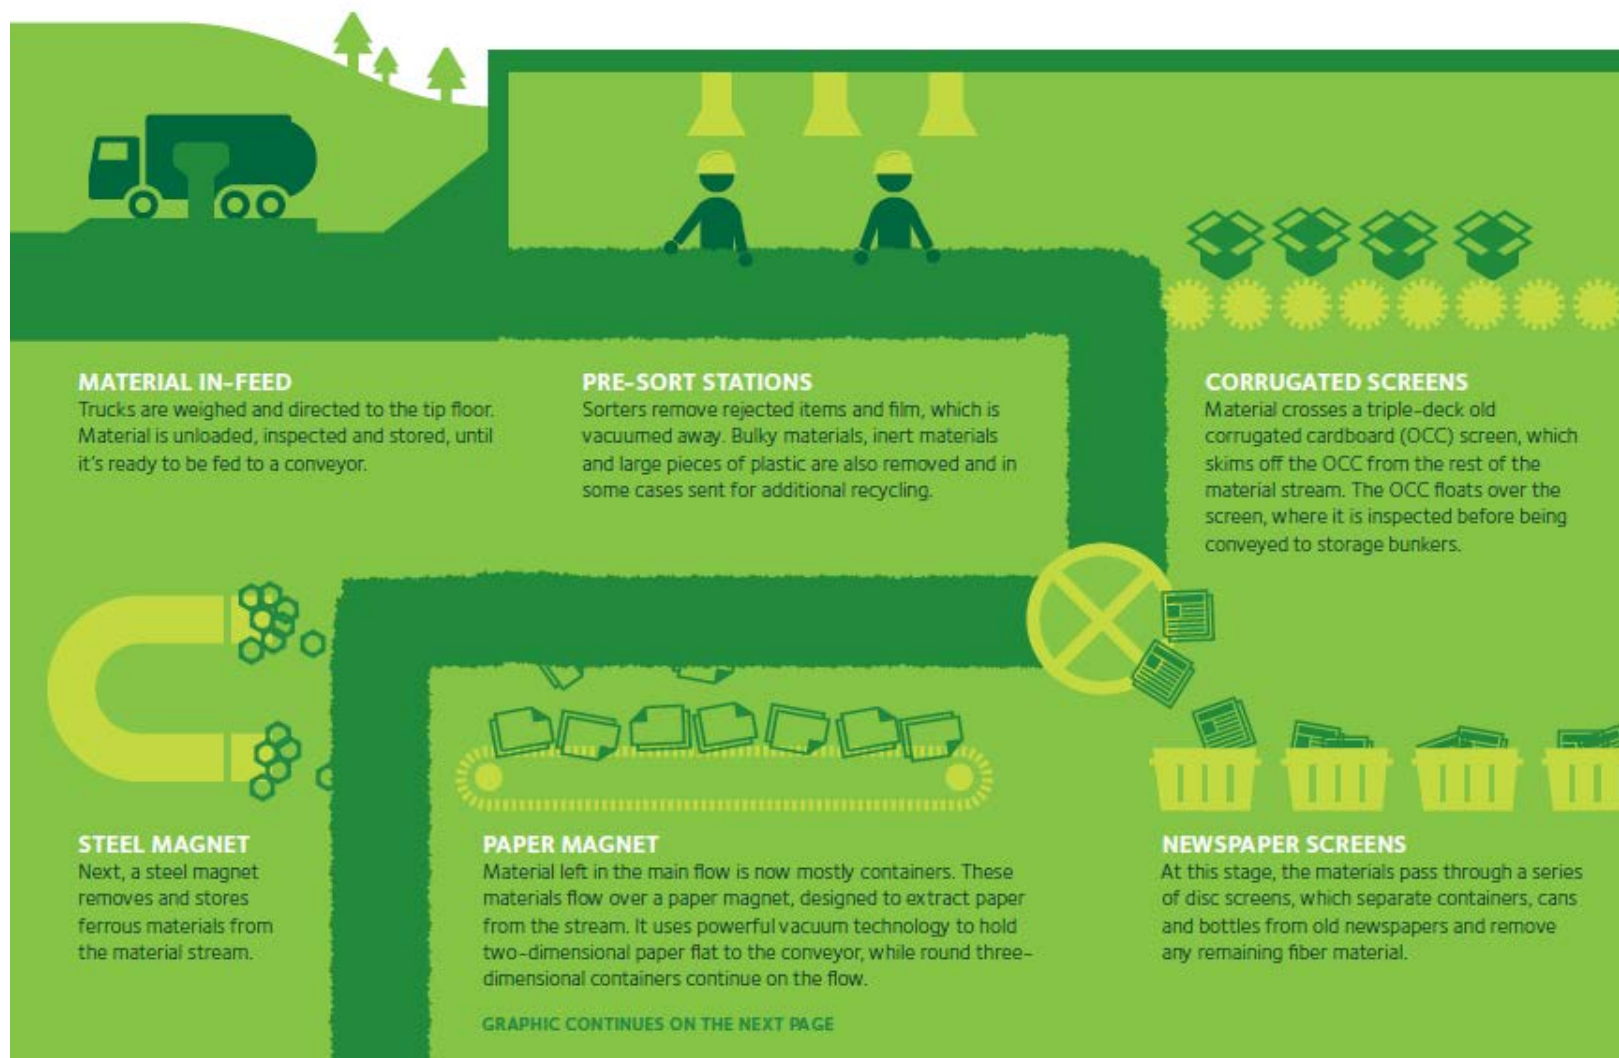 MATERIAL IN-FEED
Trucks are weighed and directed to the tip floor.
Material is unloaded, inspected and stored, until
it's ready to be fed to a conveyor.
PRE-SORT STATIONS
Sorters remove rejected items and film, which is
vacuumed away. Bulky materials, inert materials
and large pieces of plastic are also removed and in
some cases sent for additional recycling.
CORRUGATED SCREENS
Material crosses a triple-deck old
corrugated cardboard (OCC) screen, which
skims off the OCC from the rest of the
material stream. The OCC floats over the
screen, where it is inspected before being
conveyed to storage bunkers.
STEEL MAGNET
Next, a steel magnet
removes and stores
ferrous materials from
the material stream.
PAPER MAGNET
Material left in the main flow is now mostly containers. These
materials flow over a paper magnet, designed to extract paper
from the stream. It uses powerful vacuum technology to hold
two-dimensional paper flat to the conveyor, while round three-
dimensional containers continue on the flow.
GRAPHIC CONTINUES ON THE NEXT PAGE
NEWSPAPER SCREENS
At this stage, the materials pass through a series
of disc screens, which separate containers, cans
and bottles from old newspapers and remove
any remaining fiber material.